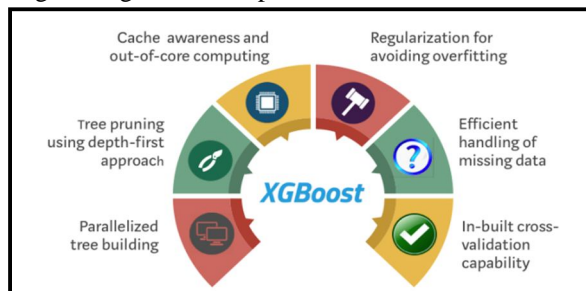 Cache awareness and
out-of-core computing
Regularization for
avoiding overfitting
Tree pruning
using depth-first
approach
Efficient
handling of
missing data
?
XGBoost
Parallelized
tree building
In-built cross-
validation
capability